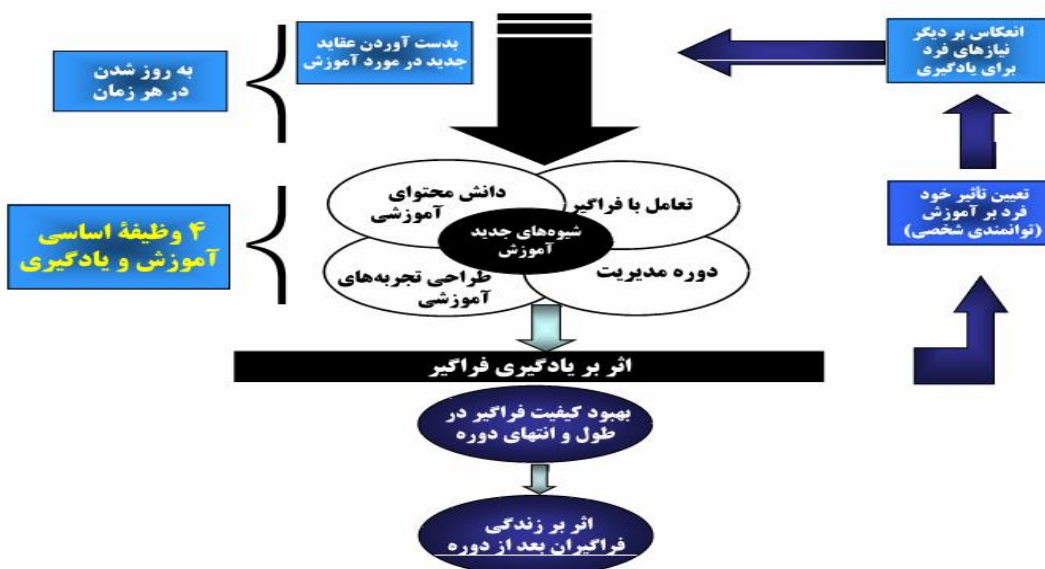 انعکاس بر دیگر
نیازهای فرد
برای یادگیری
بدست آوردن عقاید
جدید در مورد آموزش
به روز شدن
در هر زمان
تعیین تأثیر خود
فرد بر آموزش
(توانمندی شخصی)
۴ وظیفۀ اساسی
آموزش و یادگیری
تعامل با فراگیر
دانش محتوای
آموزشی
شیوه‌های جدید
آموزش
دوره مدیریت
طراحی تجربه‌های
آموزشی
اثر بر یادگیری فراگیر
بهبود کیفیت فراگیر در
طول و انتهای دوره
اثر بر زندگی
فراگیران بعد از دوره